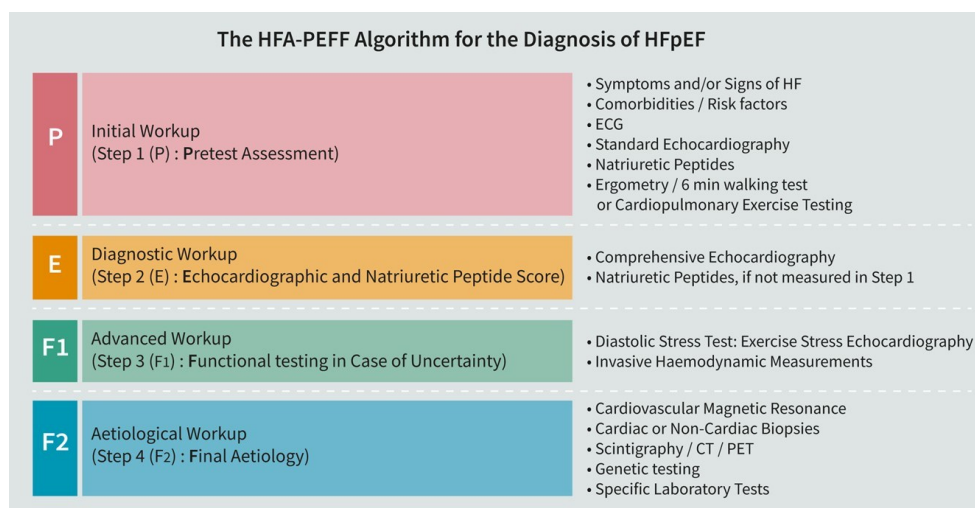 The HFA-PEFF Algorithm for the Diagnosis of HFpEF
P
Initial Workup
(Step 1 (P) : Pretest Assessment)
• Symptoms and/or Signs of HF
• Comorbidities / Risk factors
• ECG
• Standard Echocardiography
• Natriuretic Peptides
• Ergometry / 6 min walking test
or Cardiopulmonary Exercise Testing
E
Diagnostic Workup
(Step 2 (E) : Echocardiographic and Natriuretic Peptide Score)
• Comprehensive Echocardiography
• Natriuretic Peptides, if not measured in Step 1
F1
Advanced Workup
(Step 3 (F1) : Functional testing in Case of Uncertainty)
• Diastolic Stress Test: Exercise Stress Echocardiography
• Invasive Haemodynamic Measurements
F2
Aetiological Workup
(Step 4 (F2) : Final Aetiology)
• Cardiovascular Magnetic Resonance
• Cardiac or Non-Cardiac Biopsies
• Scintigraphy / CT / PET
• Genetic testing
• Specific Laboratory Tests